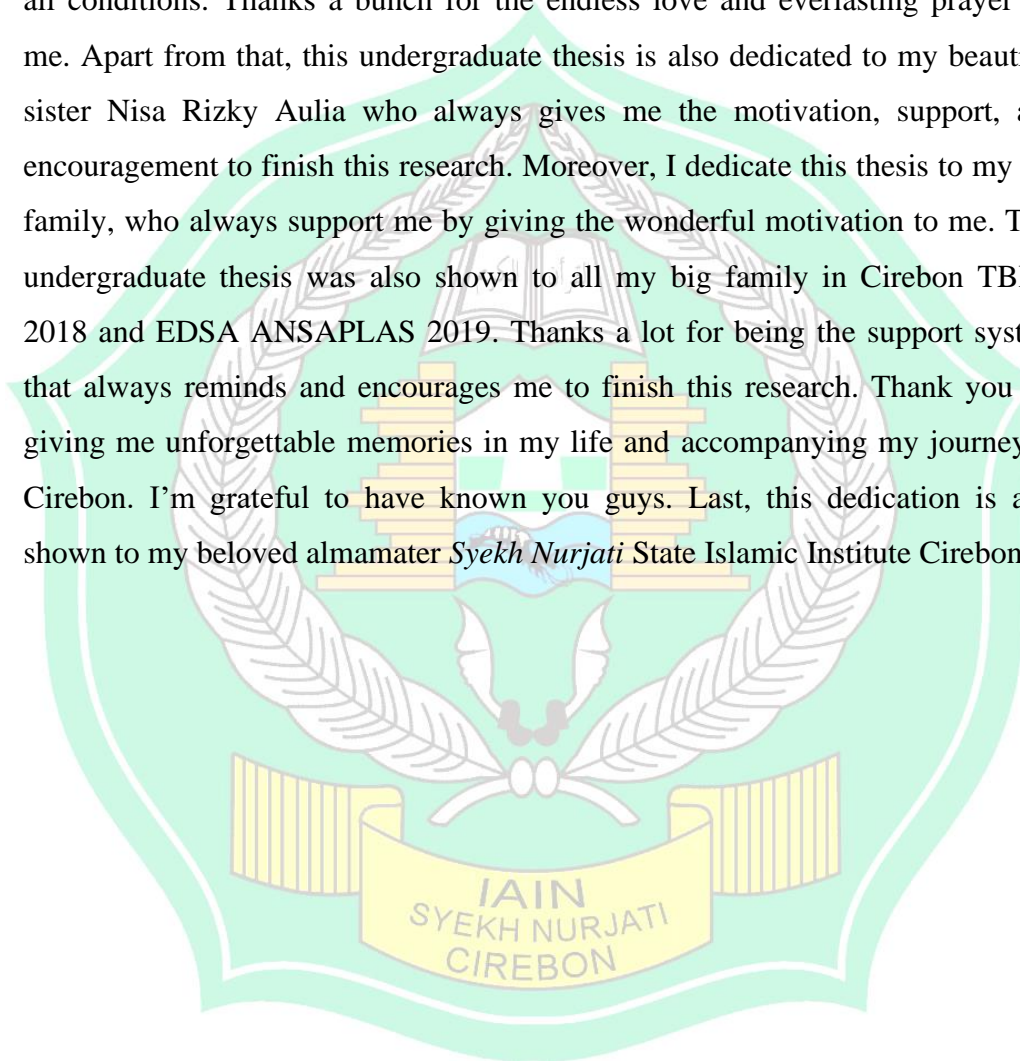 all conditions. Thanks a bunch for the endless love and everlasting prayer
me. Apart from that, this undergraduate thesis is also dedicated to my
sister Nisa Rizky Aulia who always gives me the motivation, support,
encouragement to finish this research. Moreover, I dedicate this thesis to my
family, who always support me by giving the wonderful motivation to me.
undergraduate thesis was also shown to all my big family in Cirebon
2018 and EDSA ANSAPLAS 2019. Thanks a lot for being the support
that always reminds and encourages me to finish this research. Thank you
giving me unforgettable memories in my life and accompanying my journey
Cirebon. I'm grateful to have known you guys. Last, this dedication is
shown to my beloved almamater Syekh Nurjati State Islamic Institute Cirebon
IAIN
SYEKH NURJATI
CIREBON